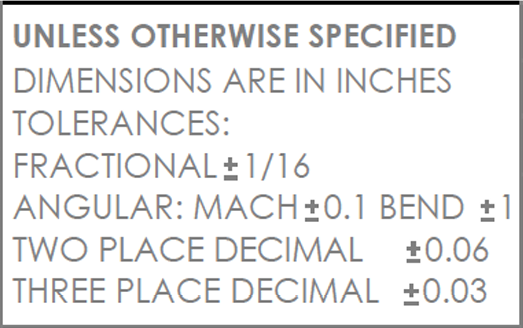 UNLESS OTHERWISE SPECIFIED
DIMENSIONS ARE IN INCHES
TOLERANCES:
FRACTIONAL ±1/16
ANGULAR: MACH ±0.1 BEND ±1
TWO PLACE DECIMAL ±0.06
THREE PLACE DECIMAL ±0.03